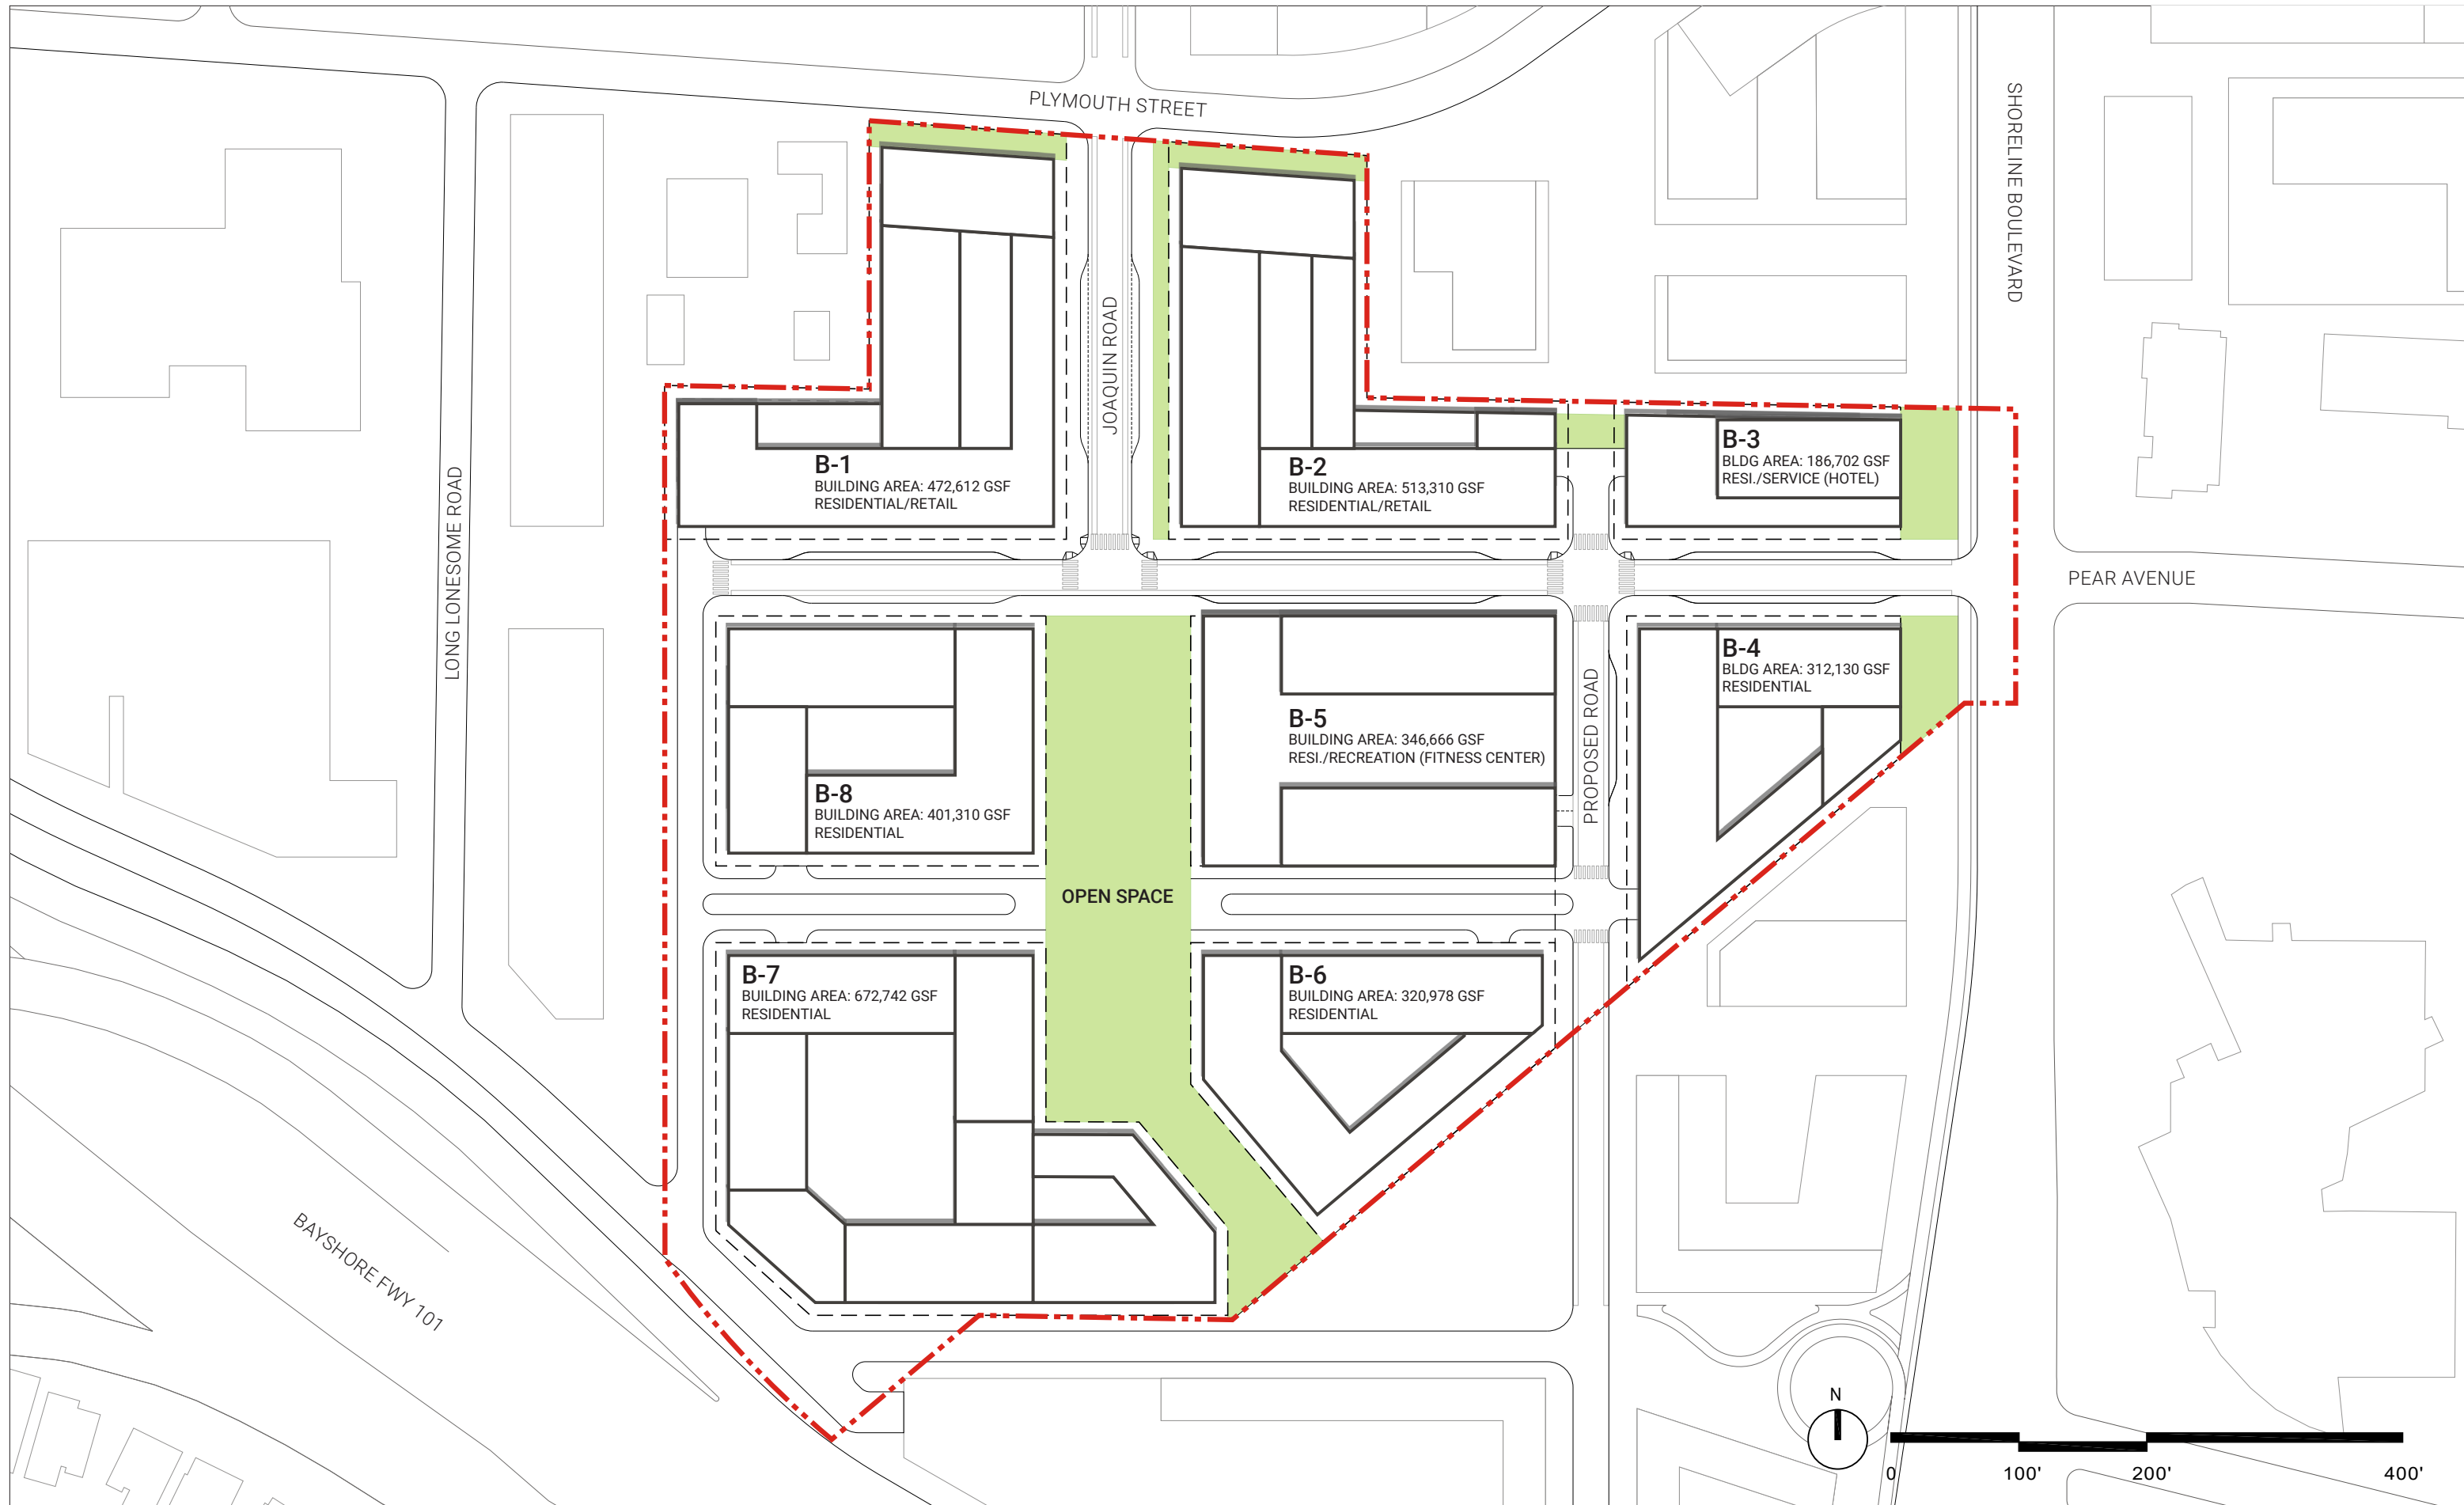 PLYMOUTH STREET
SHORELINE BOULEVARD
JOAQUIN ROAD
LONG LONESOME ROAD
B-1
BUILDING AREA: 472,612 GSF
RESIDENTIAL/RETAIL
B-2
BUILDING AREA: 513,310 GSF
RESIDENTIAL/RETAIL
B-3
BLDG AREA: 186,702 GSF
RESI./SERVICE (HOTEL)
PEAR AVENUE
B-4
BLDG AREA: 312,130 GSF
RESIDENTIAL
B-5
BUILDING AREA: 346,666 GSF
RESI./RECREATION (FITNESS CENTER)
PROPOSED ROAD
B-8
BUILDING AREA: 401,310 GSF
RESIDENTIAL
OPEN SPACE
B-7
BUILDING AREA: 672,742 GSF
RESIDENTIAL
B-6
BUILDING AREA: 320,978 GSF
RESIDENTIAL
BAYSHORE FWY 101
N
0 100' 200' 400'